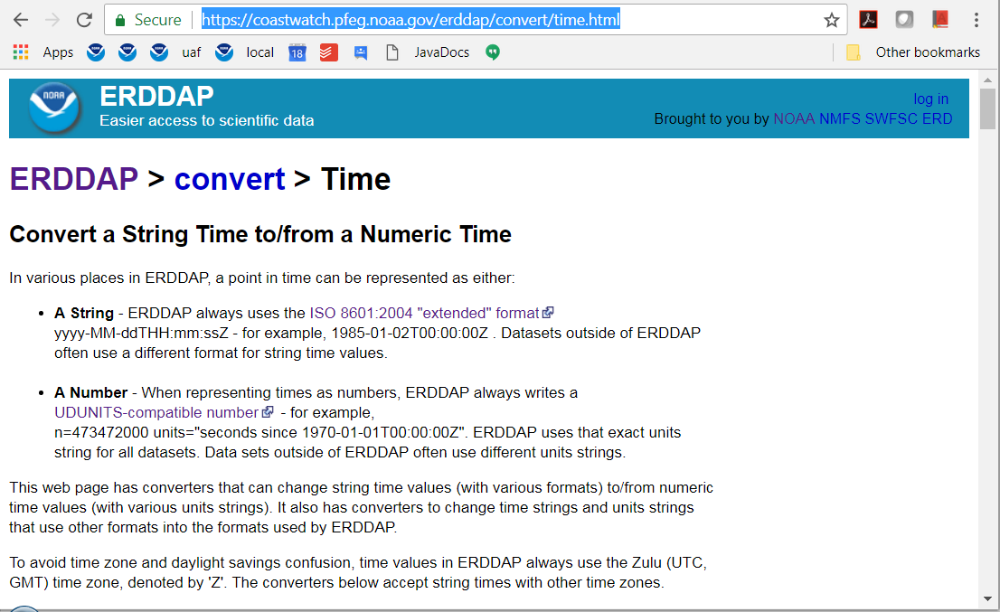 Secure https://coastwatch.pfeg.noaa.gov/erddap/convert/time.html
Apps uaf local 18 JavaDocs Other bookmarks
NOAA
ERDDAP
Easier access to scientific data
log in
Brought to you by NOAA NMFS SWFSC ERD
ERDDAP > convert > Time
Convert a String Time to/from a Numeric Time
In various places in ERDDAP, a point in time can be represented as either:
• A String - ERDDAP always uses the ISO 8601:2004 "extended" format
yyyy-MM-ddTHH:mm:ssZ - for example, 1985-01-02T00:00:00Z . Datasets outside of ERDDAP
often use a different format for string time values.
• A Number - When representing times as numbers, ERDDAP always writes a
UDUNITS-compatible number - for example,
n=473472000 units="seconds since 1970-01-01T00:00:00Z". ERDDAP uses that exact units
string for all datasets. Data sets outside of ERDDAP often use different units strings.
This web page has converters that can change string time values (with various formats) to/from numeric
time values (with various units strings). It also has converters to change time strings and units strings
that use other formats into the formats used by ERDDAP.
To avoid time zone and daylight savings confusion, time values in ERDDAP always use the Zulu (UTC,
GMT) time zone, denoted by 'Z'. The converters below accept string times with other time zones.